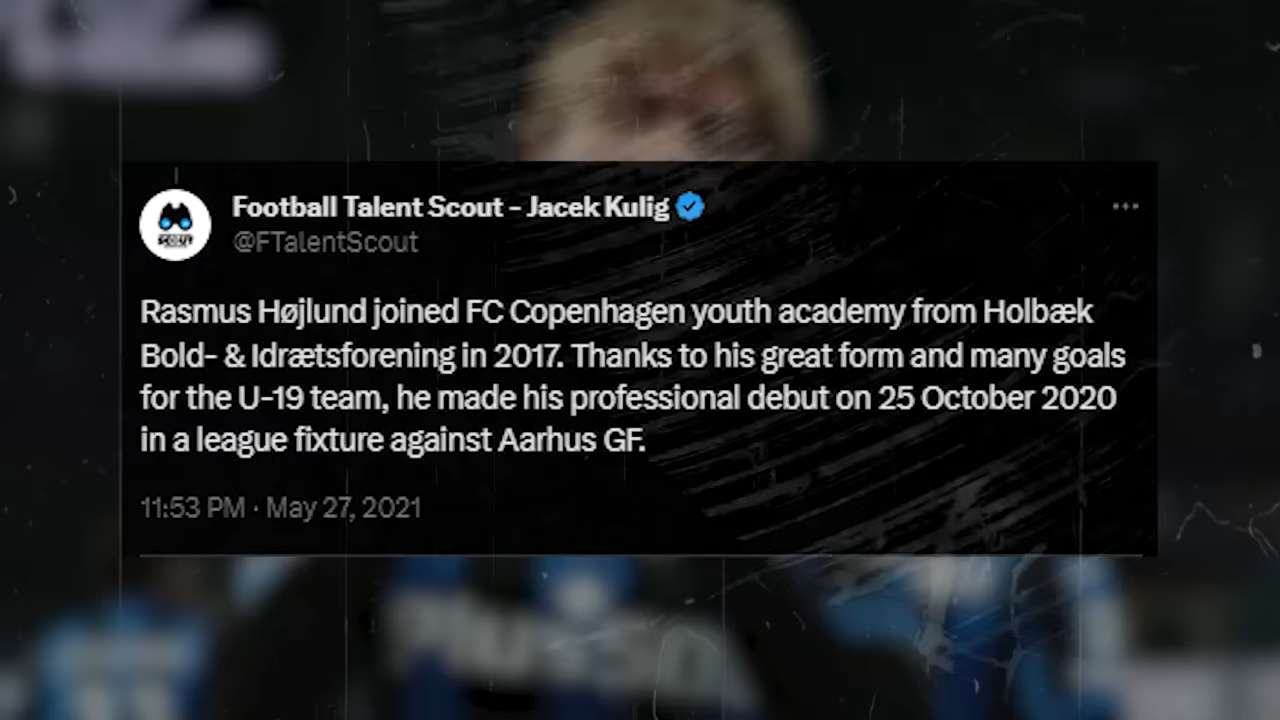 Football Talent Scout - Jacek Kulig
@FTalentScout
SCOUT
Rasmus Højlund joined FC Copenhagen youth academy from Holbæk
Bold- & Idrætsforening in 2017. Thanks to his great form and many goals
for the U-19 team, he made his professional debut on 25 October 2020
in a league fixture against Aarhus GF.
11:53 PM · May 27, 2021